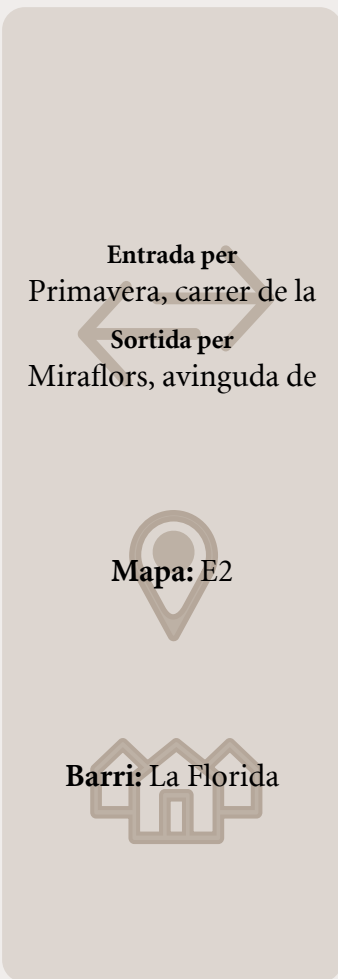 Entrada per
Primavera, carrer de la
Sortida per
Miraflors, avinguda de
Mapa: E2
Barri: La Florida